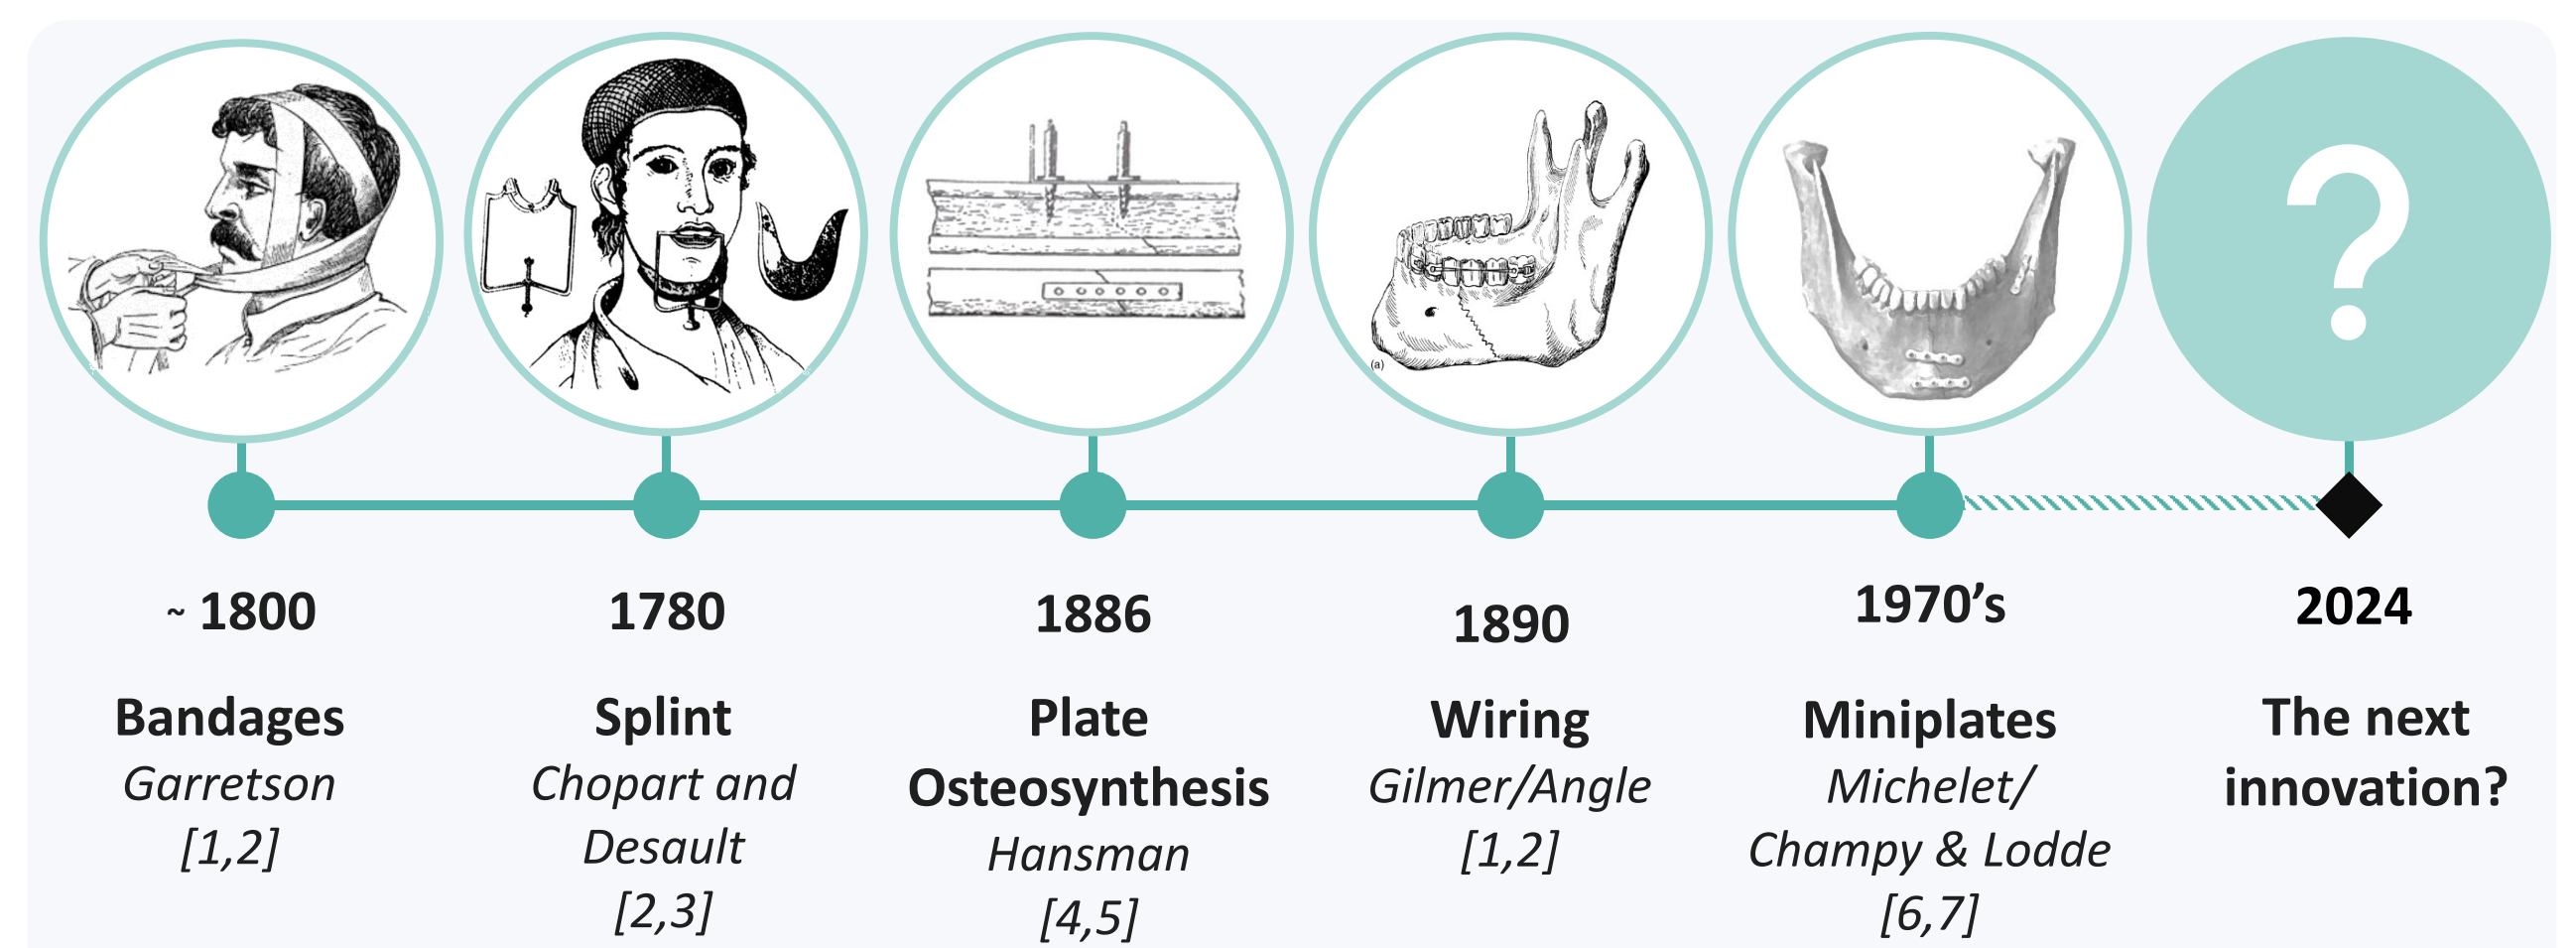 ?
(a)
~ 1800
Bandages
Garretson
[1,2]
1780
Splint
Chopart and
Desault
[2,3]
1886
Plate
Osteosynthesis
Hansman
[4,5]
1890
Wiring
Gilmer/Angle
[1,2]
1970’s
Miniplates
Michelet/
Champy & Lodde
[6,7]
2024
The next
innovation?